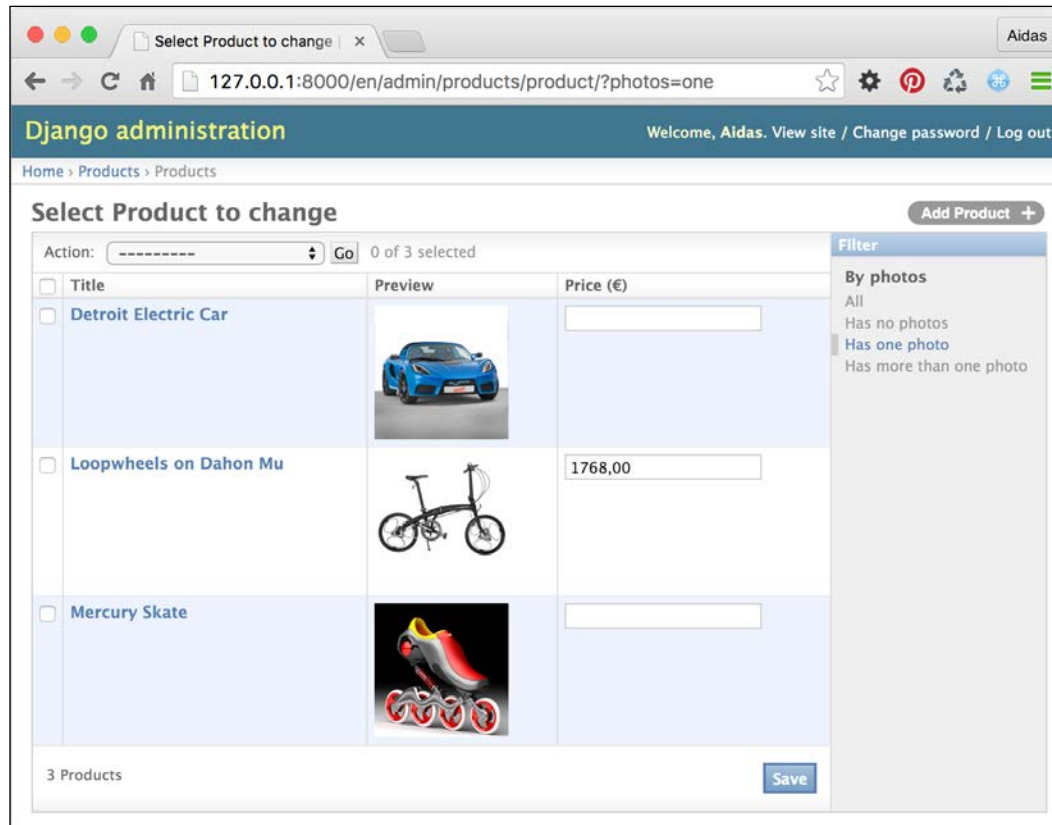 Select Product to change
Aidas
127.0.0.1:8000/en/admin/products/product/?photos=one
Django administration
Welcome, Aidas. View site / Change password / Log out
Home › Products › Products
Select Product to change
Add Product +
Action: --------- Go 0 of 3 selected
Filter
Title Preview Price (€)
By photos
All
Has no photos
Has one photo
Has more than one photo
Detroit Electric Car
Loopwheels on Dahon Mu
1768,00
Mercury Skate
3 Products
Save